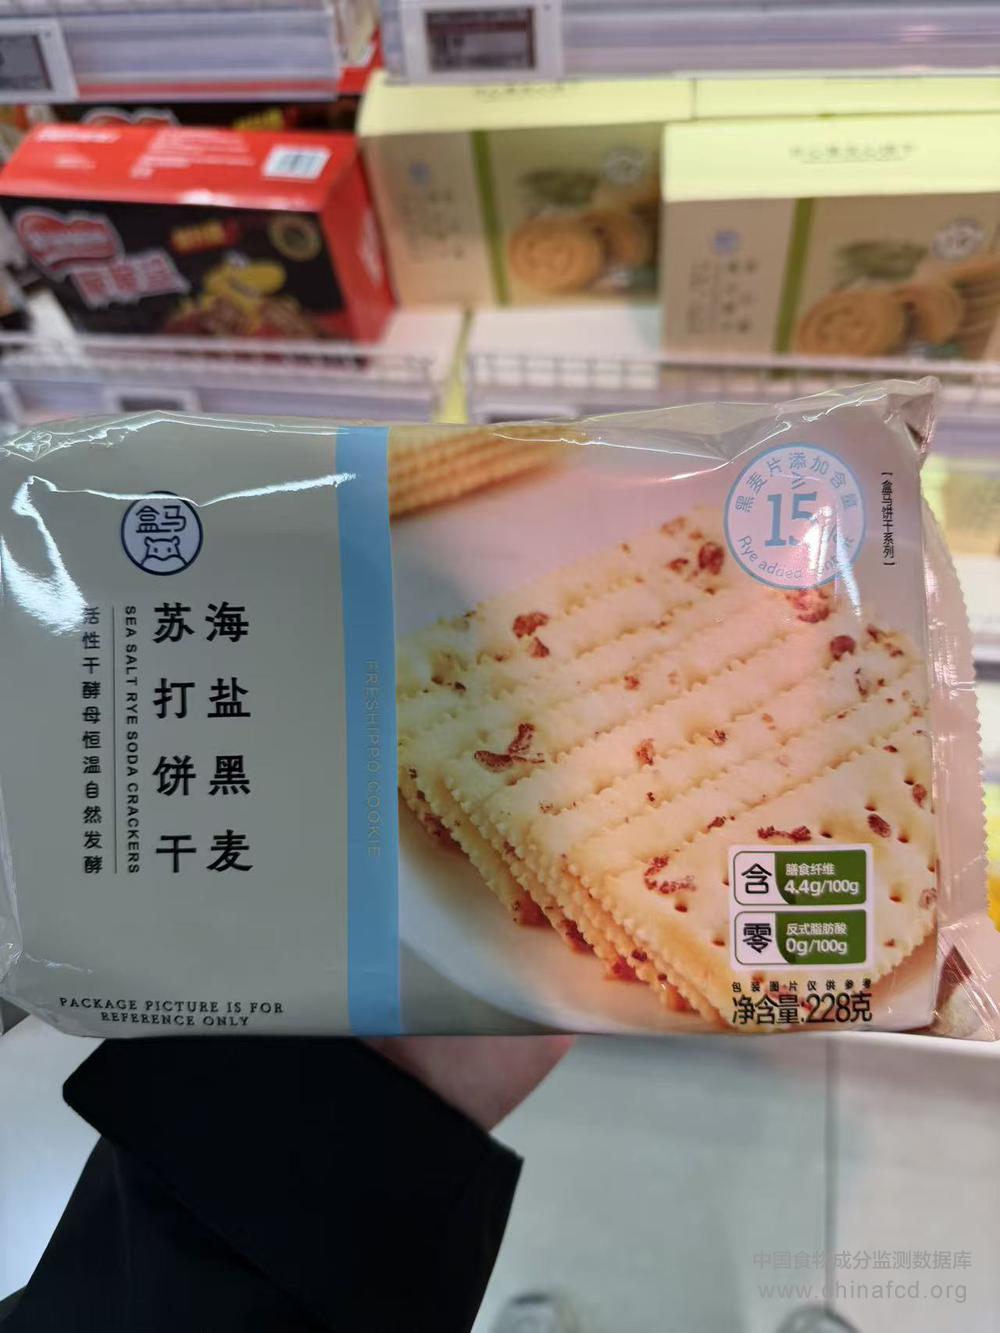 盒马
海盐黑麦
苏打饼干
SEA SALT RYE SODA CRACKERS
活性干酵母恒温自然发酵
PACKAGE PICTURE IS FOR
REFERENCE ONLY
FRESHIPPO COOKIE
黑麦片添加含量
≥
15%
Rye added
【盒马饼干系列】
含
膳食纤维
4.4g/100g
零
反式脂肪酸
0g/100g
包装图片仅供参考
净含量:228克
中国食物成分监测数据库
www.chinafcd.org